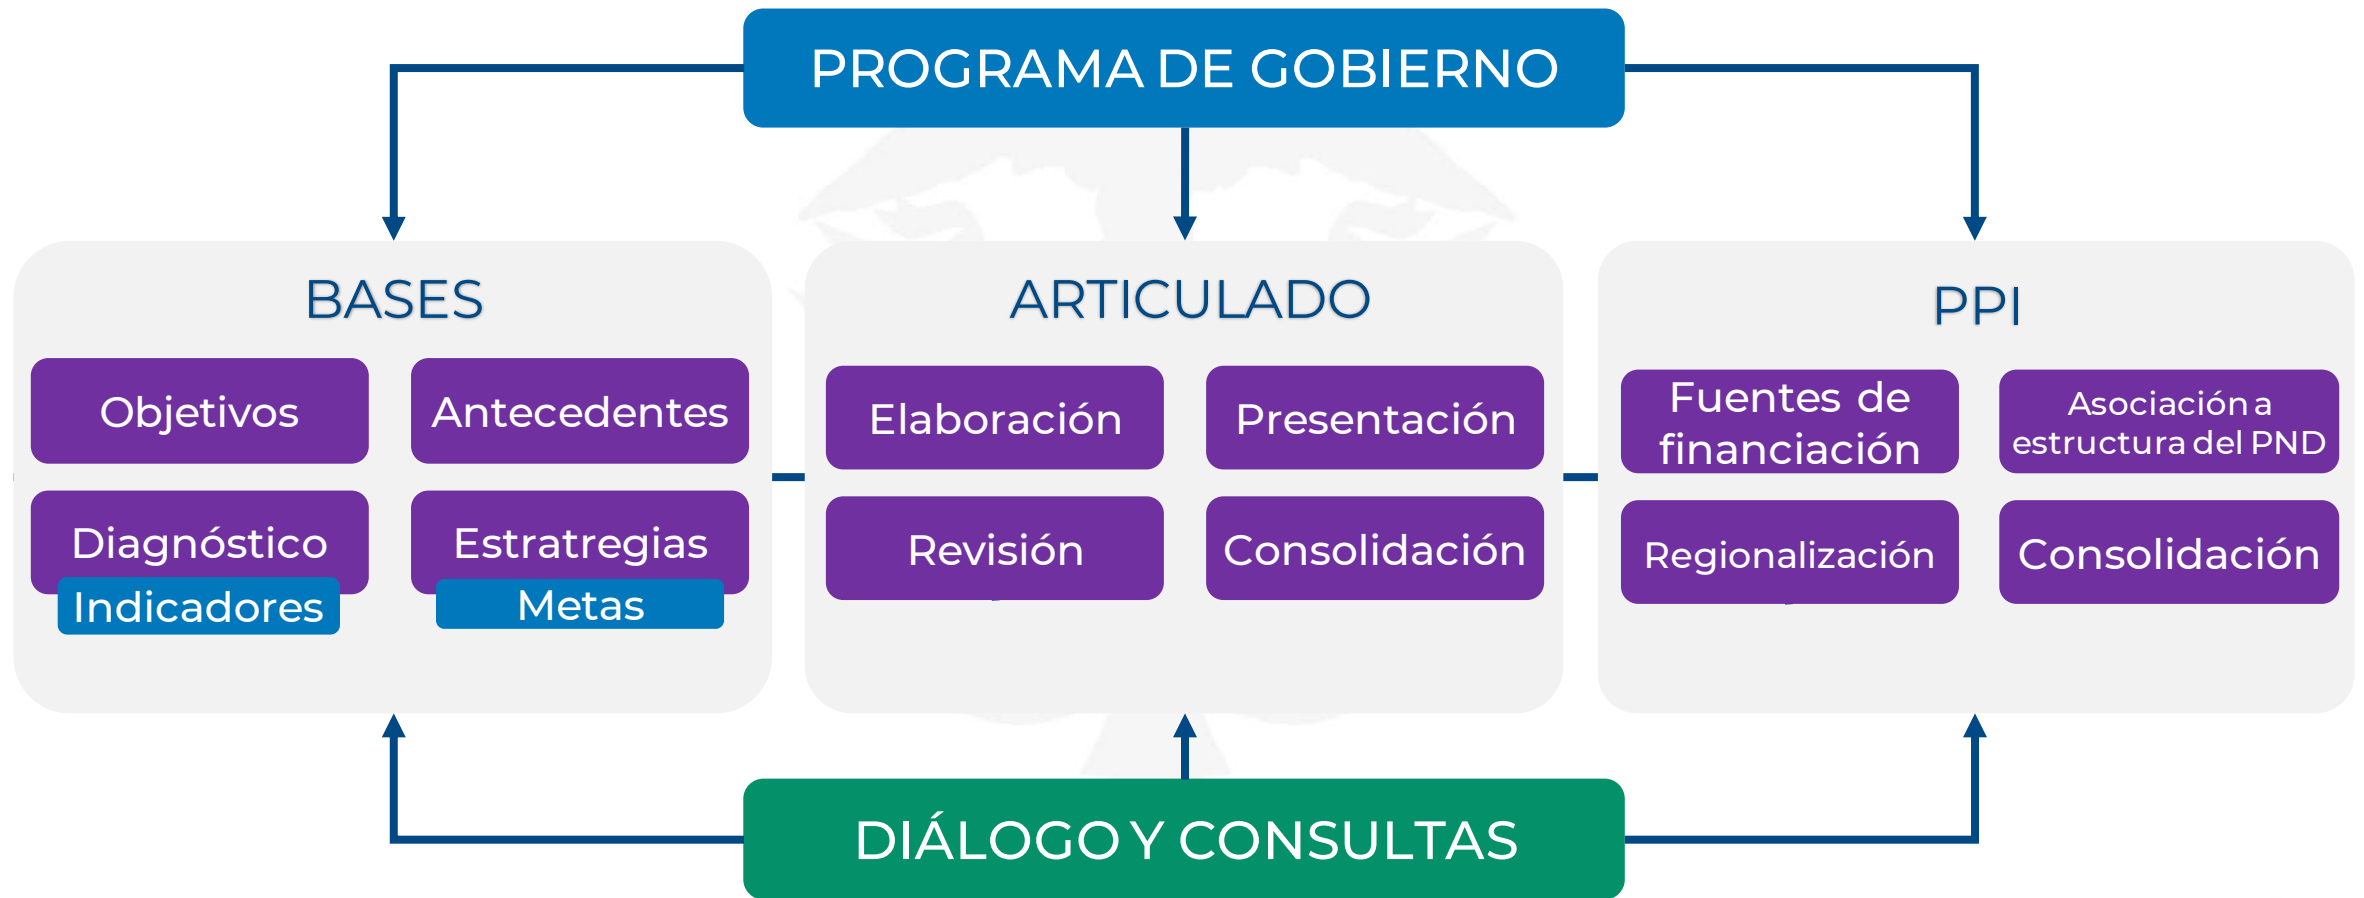 PROGRAMA DE GOBIERNO
BASES
Objetivos
Antecedentes
Diagnóstico
Estratregias
Indicadores
Metas
ARTICULADO
Elaboración
Presentación
Revisión
Consolidación
PPI
Fuentes de
financiación
Asociación a
estructura del PND
Regionalización
Consolidación
DIÁLOGO Y CONSULTAS